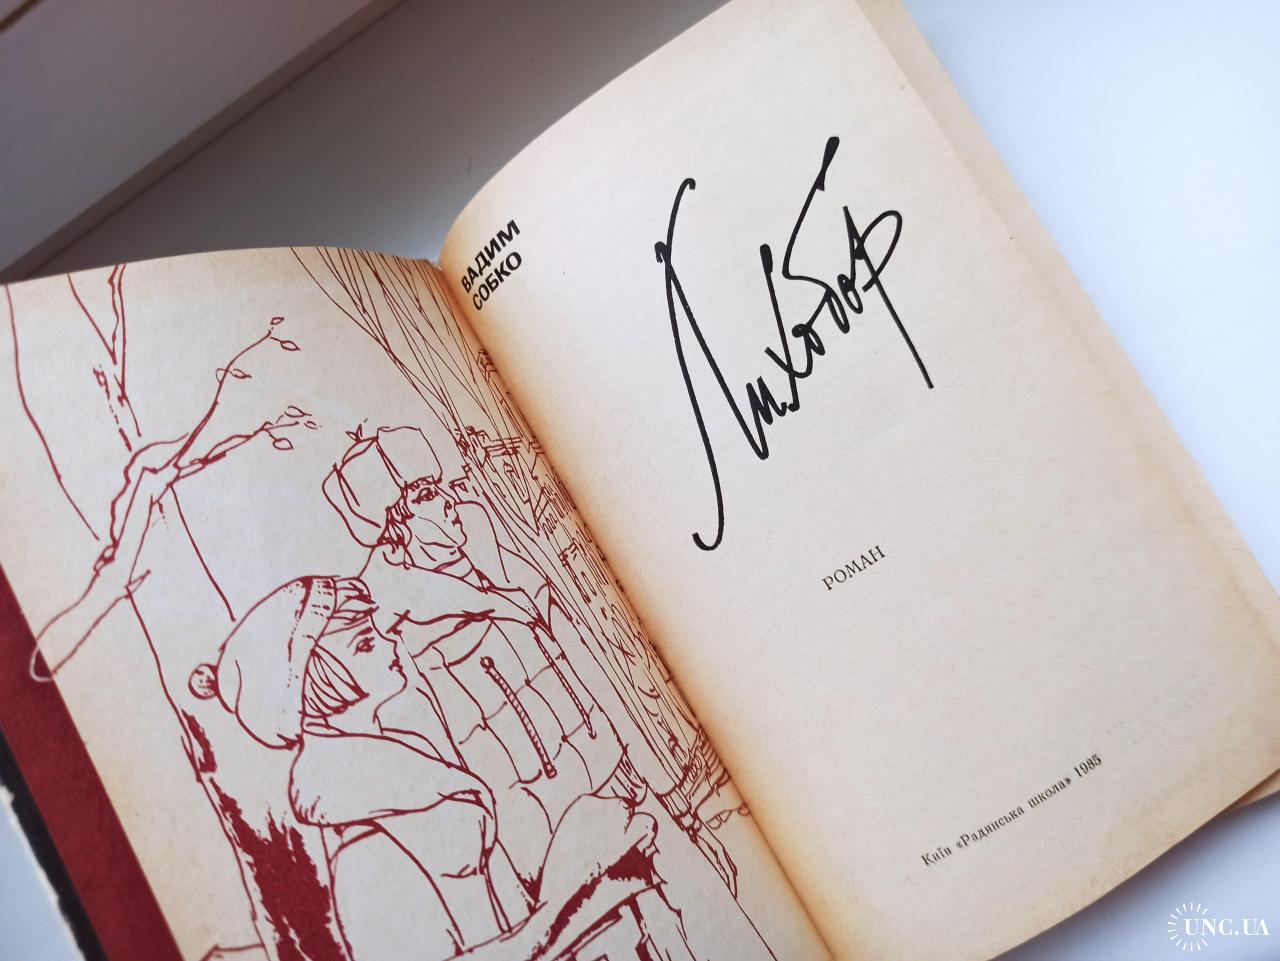 ВАДИМ
СОБКО
Лихобор
РОМАН
Київ «Радянська школа» 1985
UNC.UA